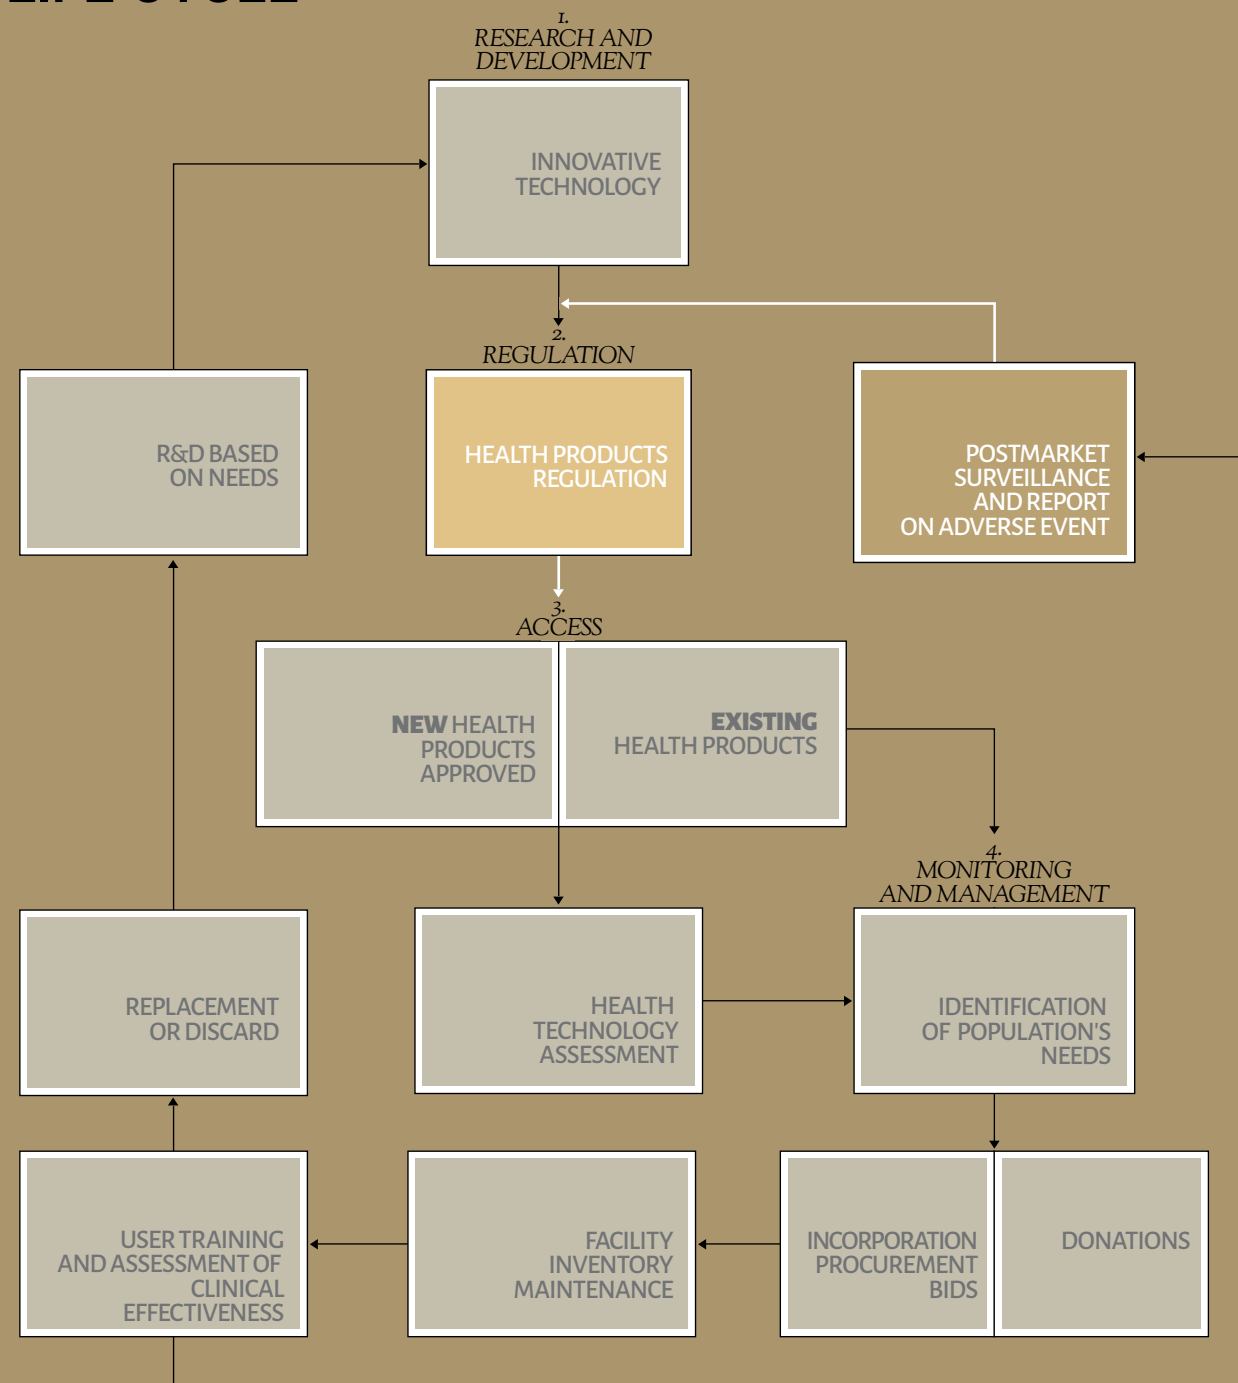 LIFE CYCLE
1.
RESEARCH AND
DEVELOPMENT
INNOVATIVE
TECHNOLOGY
2.
REGULATION
R&D BASED
ON NEEDS
HEALTH PRODUCTS
REGULATION
POSTMARKET
SURVEILLANCE
AND REPORT
ON ADVERSE EVENT
3.
ACCESS
NEW HEALTH
PRODUCTS
APPROVED
EXISTING
HEALTH PRODUCTS
4.
MONITORING
AND MANAGEMENT
REPLACEMENT
OR DISCARD
HEALTH
TECHNOLOGY
ASSESSMENT
IDENTIFICATION
OF POPULATION'S
NEEDS
USER TRAINING
AND ASSESSMENT OF
CLINICAL
EFFECTIVENESS
FACILITY
INVENTORY
MAINTENANCE
INCORPORATION
PROCUREMENT
BIDS
DONATIONS